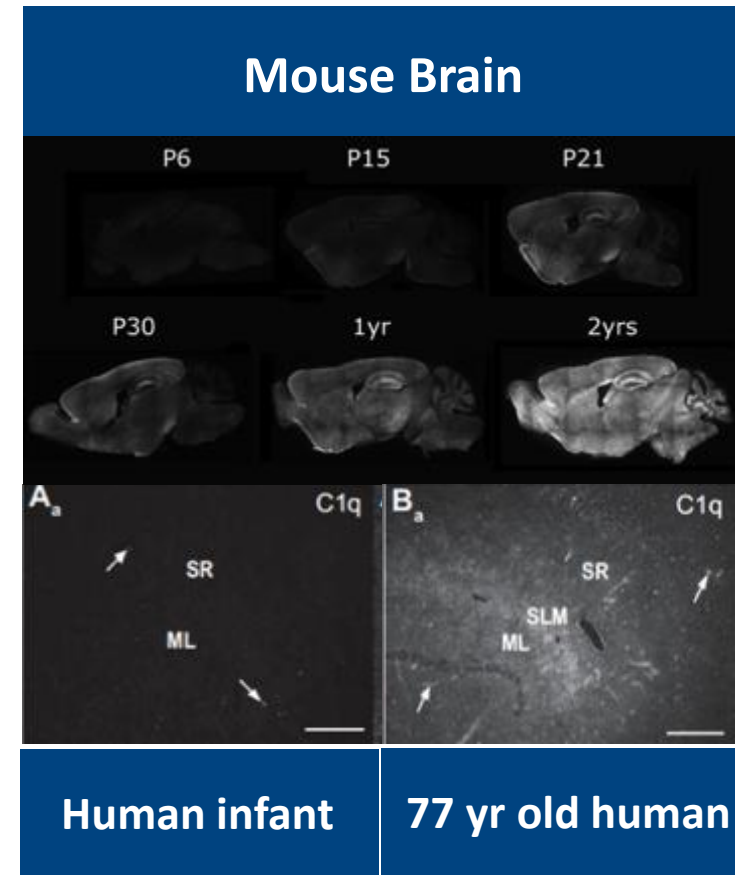 Mouse Brain
P6 P15 P21
P30 1yr 2yrs
Aa C1q Ba C1q
SR SR
SLM
ML ML
Human infant 77 yr old human